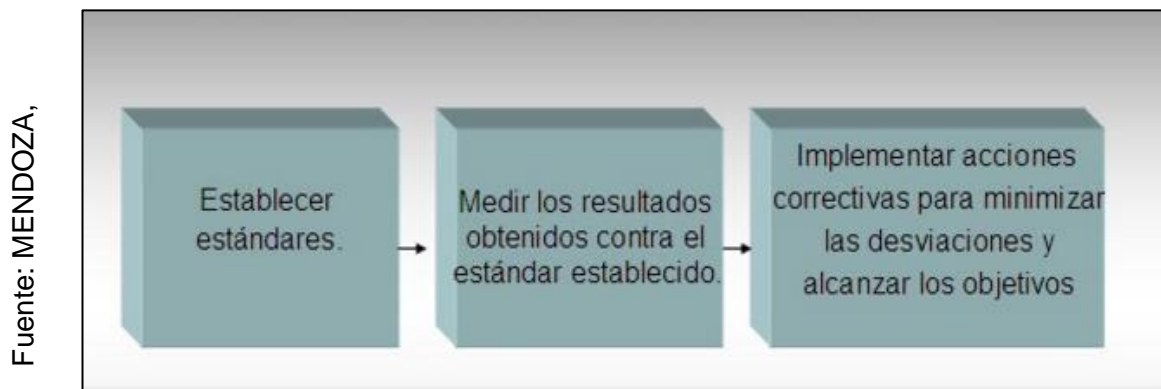 Fuente: MENDOZA,
Establecer
estándares.
Medir los resultados
obtenidos contra el
estándar establecido.
Implementar acciones
correctivas para minimizar
las desviaciones y
alcanzar los objetivos